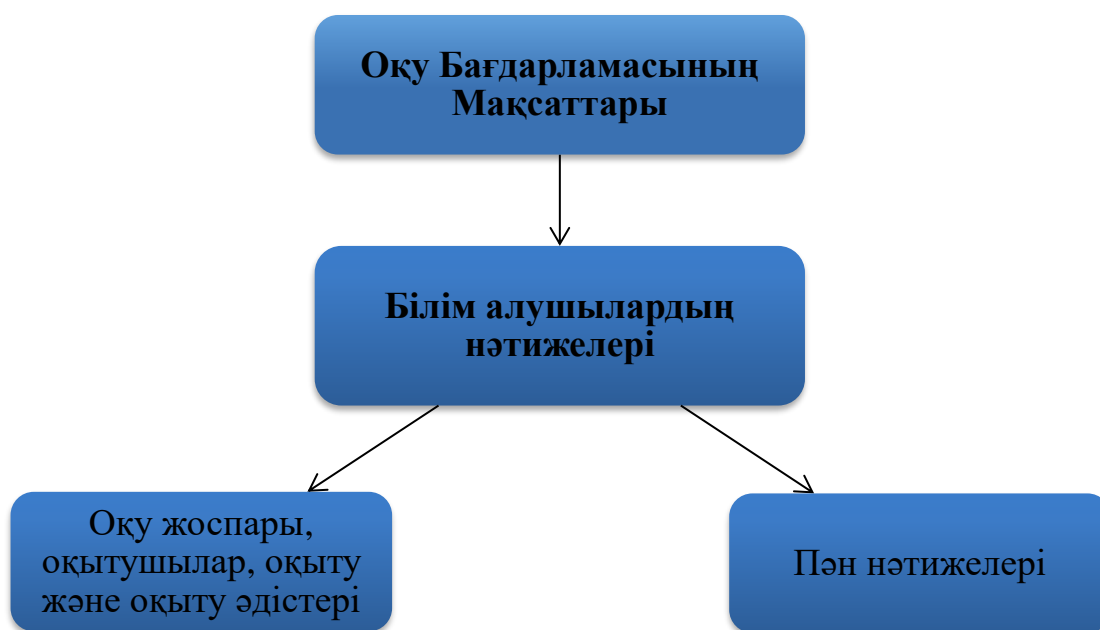 Оқу Бағдарламасының
Мақсаттары
Білім алушылардың
нәтижелері
Оқу жоспары,
оқытушылар, оқыту
және оқыту әдістері
Пән нәтижелері